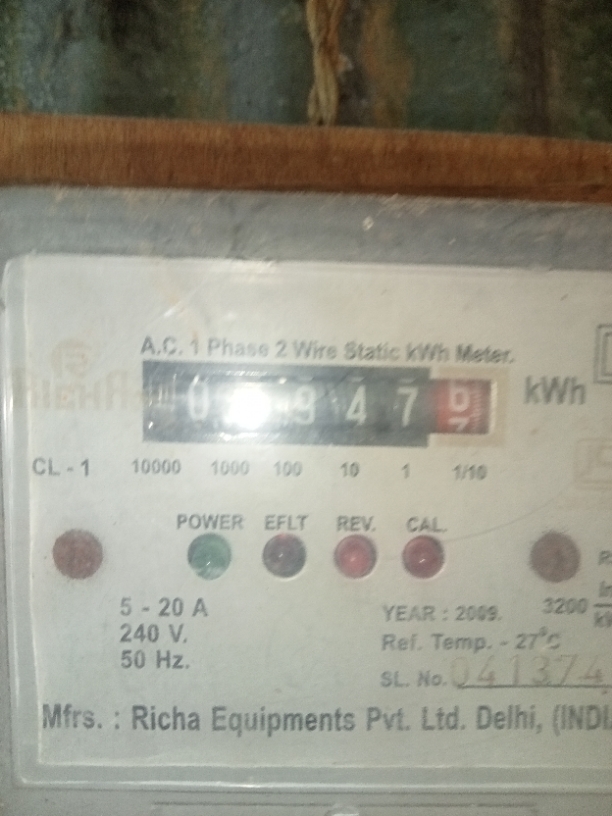 A.C. 1 Phase 2 Wire Static kWh Meter.
0 9 4 7 6 kWh
CL - 1 10000 1000 100 10 1 1/10
POWER EFLT REV. CAL.
5 - 20 A
240 V.
50 Hz.
YEAR : 2009. 3200
Ref. Temp. - 27°C
SL. No. 041374
Mfrs. : Richa Equipments Pvt. Ltd. Delhi, (INDI